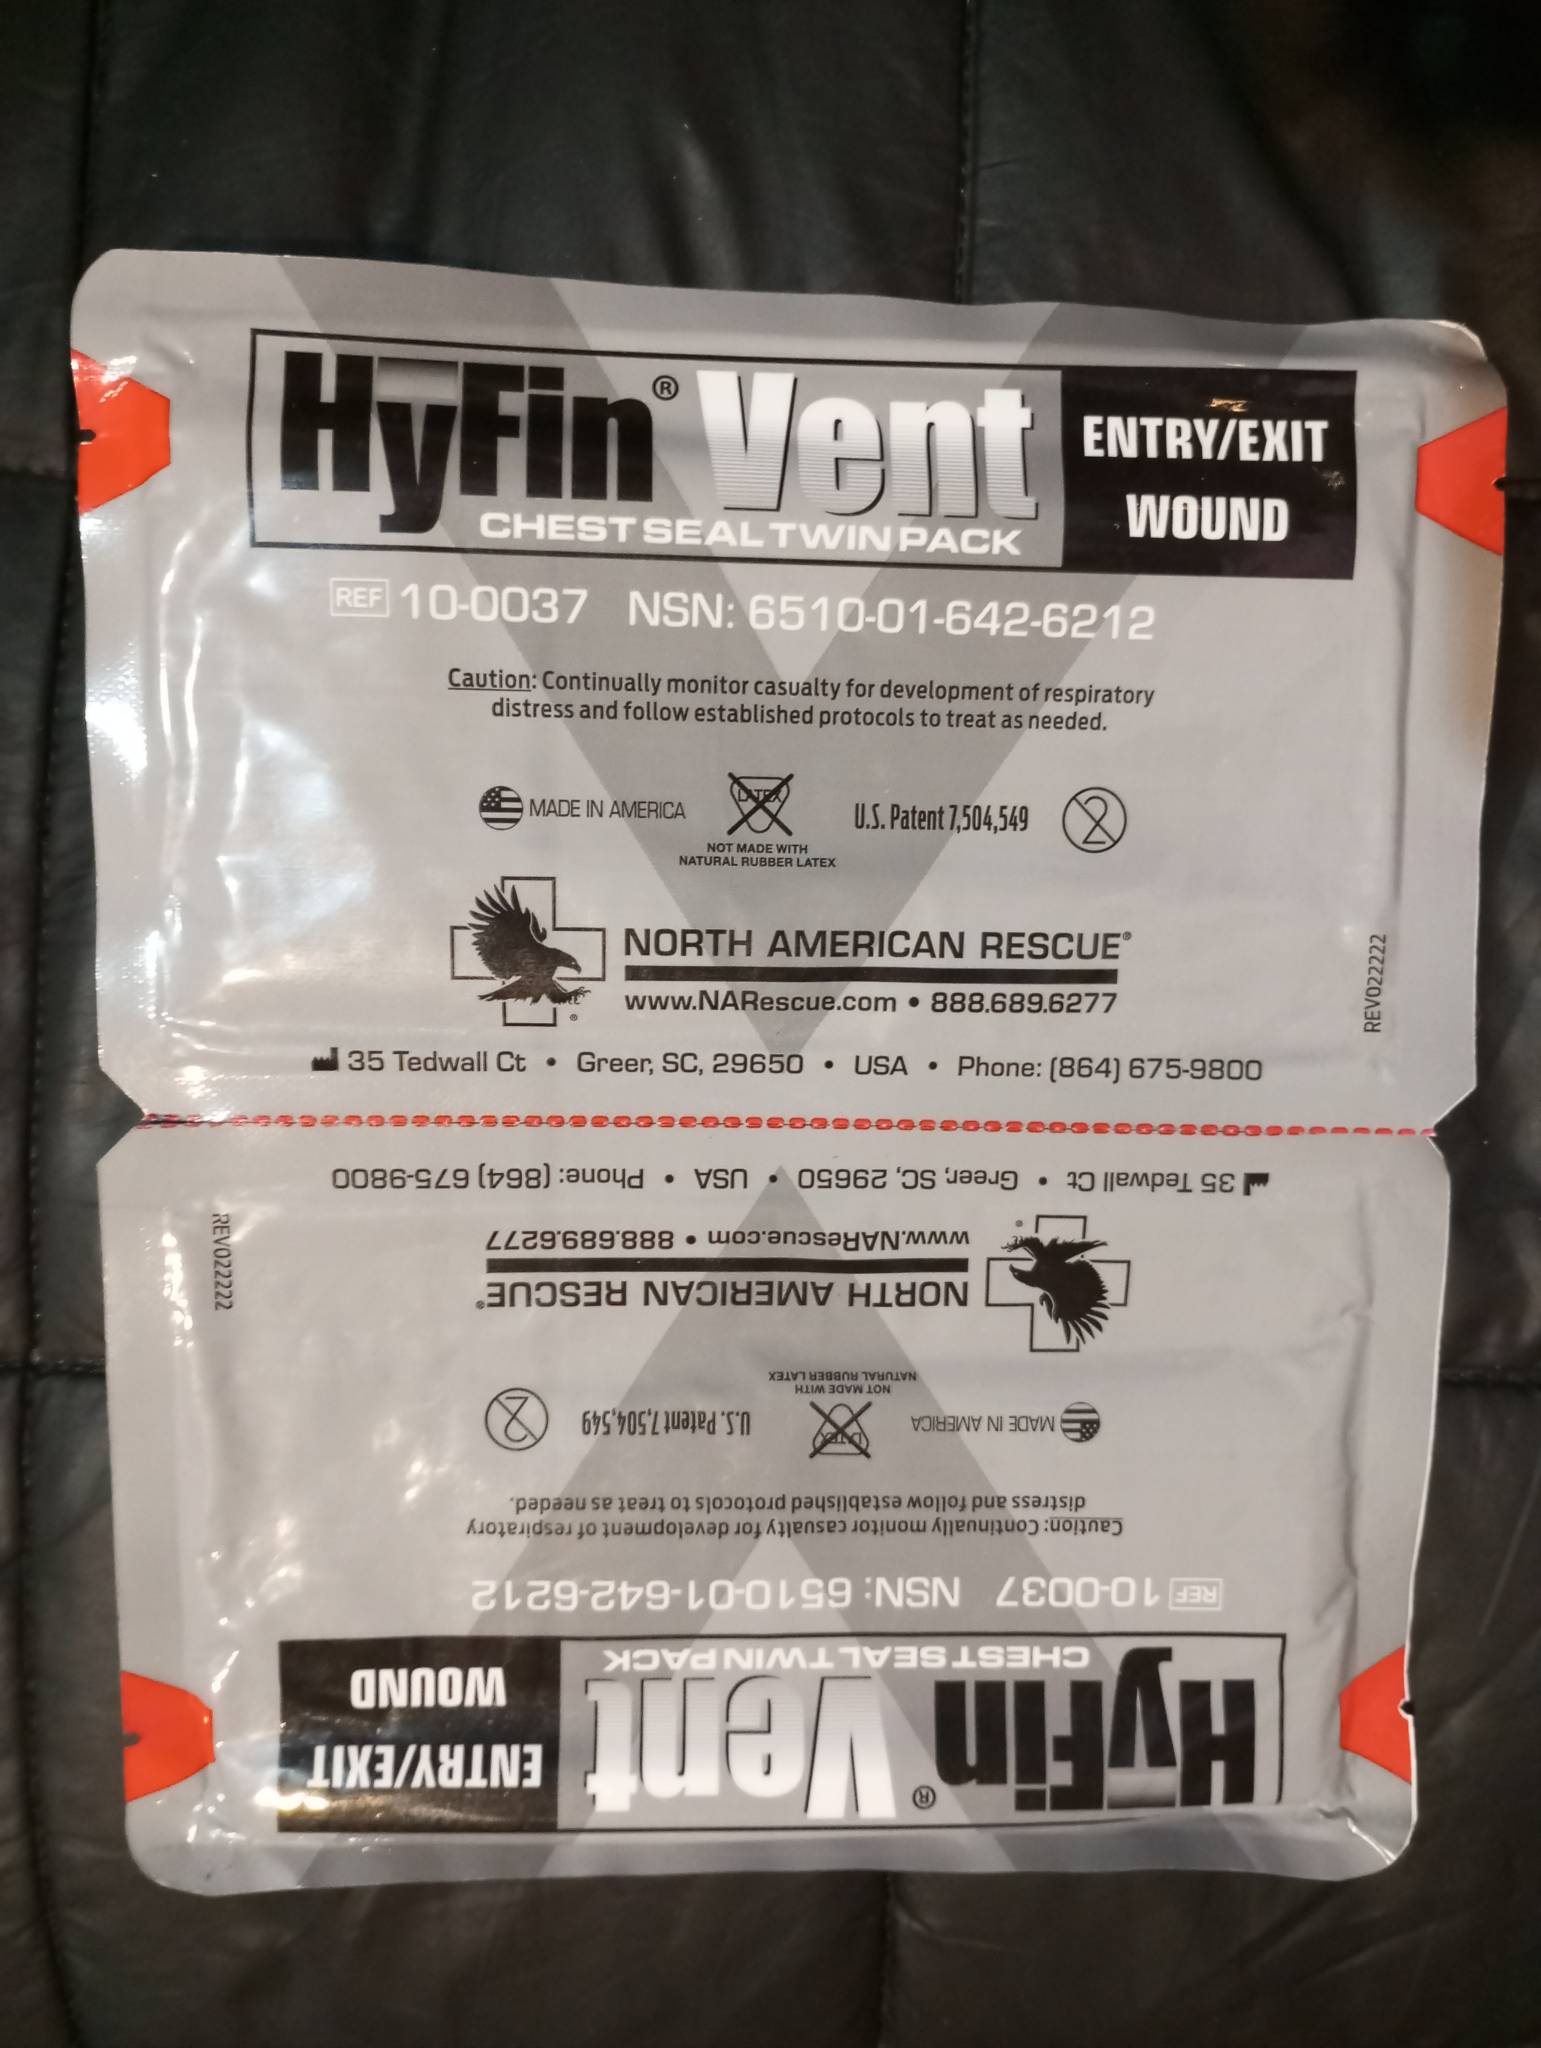 HyFin® Vent
CHEST SEAL TWIN PACK
ENTRY/EXIT
WOUND
REF 10-0037 NSN: 6510-01-642-6212
Caution: Continually monitor casualty for development of respiratory
distress and follow established protocols to treat as needed.
MADE IN AMERICA
LATEX
NOT MADE WITH
NATURAL RUBBER LATEX
U.S. Patent 7,504,549
2
NORTH AMERICAN RESCUE®
www.NARescue.com • 888.689.6277
®
REV022222
35 Tedwall Ct • Greer, SC, 29650 • USA • Phone: (864) 675-9800
HyFin® Vent
CHEST SEAL TWIN PACK
ENTRY/EXIT
WOUND
REF 10-0037 NSN: 6510-01-642-6212
Caution: Continually monitor casualty for development of respiratory
distress and follow established protocols to treat as needed.
MADE IN AMERICA
LATEX
NOT MADE WITH
NATURAL RUBBER LATEX
U.S. Patent 7,504,549
2
NORTH AMERICAN RESCUE®
www.NARescue.com • 888.689.6277
®
REV022222
35 Tedwall Ct • Greer, SC, 29650 • USA • Phone: (864) 675-9800